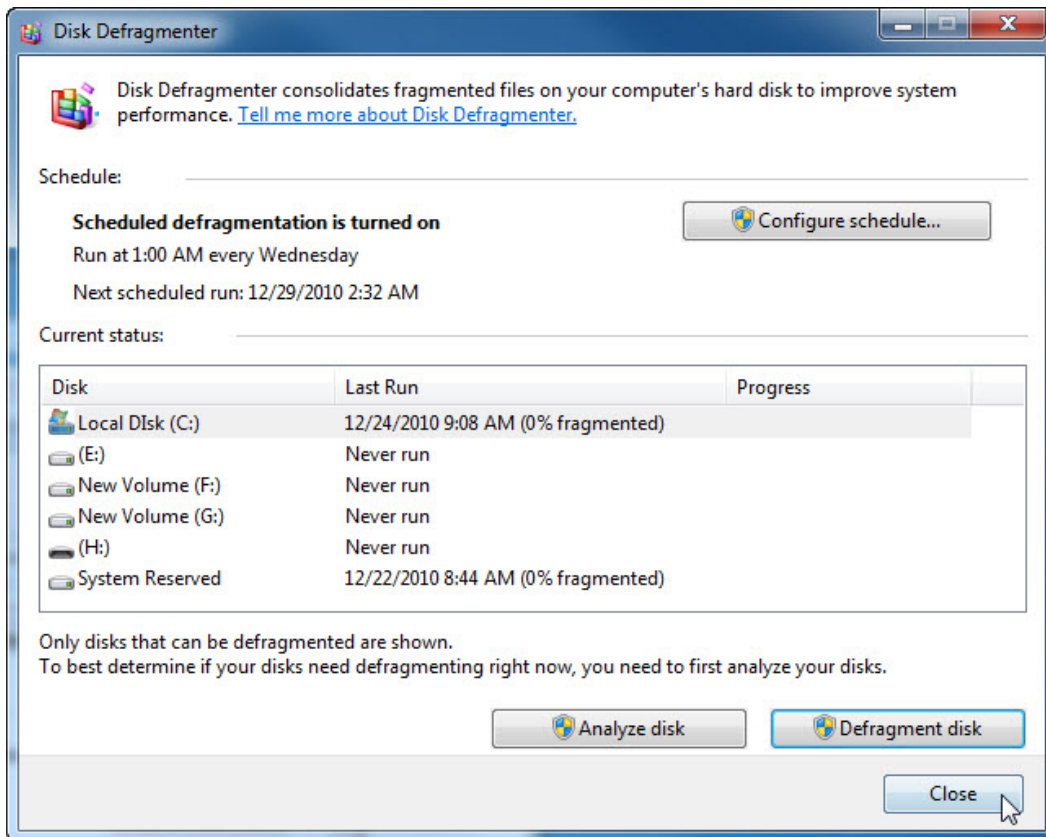 Disk Defragmenter
Disk Defragmenter consolidates fragmented files on your computer's hard disk to improve system
performance. Tell me more about Disk Defragmenter.
Schedule:
Scheduled defragmentation is turned on
Configure schedule...
Run at 1:00 AM every Wednesday
Next scheduled run: 12/29/2010 2:32 AM
Current status:
Disk Last Run Progress
Local DIsk (C:) 12/24/2010 9:08 AM (0% fragmented)
(E:) Never run
New Volume (F:) Never run
New Volume (G:) Never run
(H:) Never run
System Reserved 12/22/2010 8:44 AM (0% fragmented)
Only disks that can be defragmented are shown.
To best determine if your disks need defragmenting right now, you need to first analyze your disks.
Analyze disk Defragment disk
Close